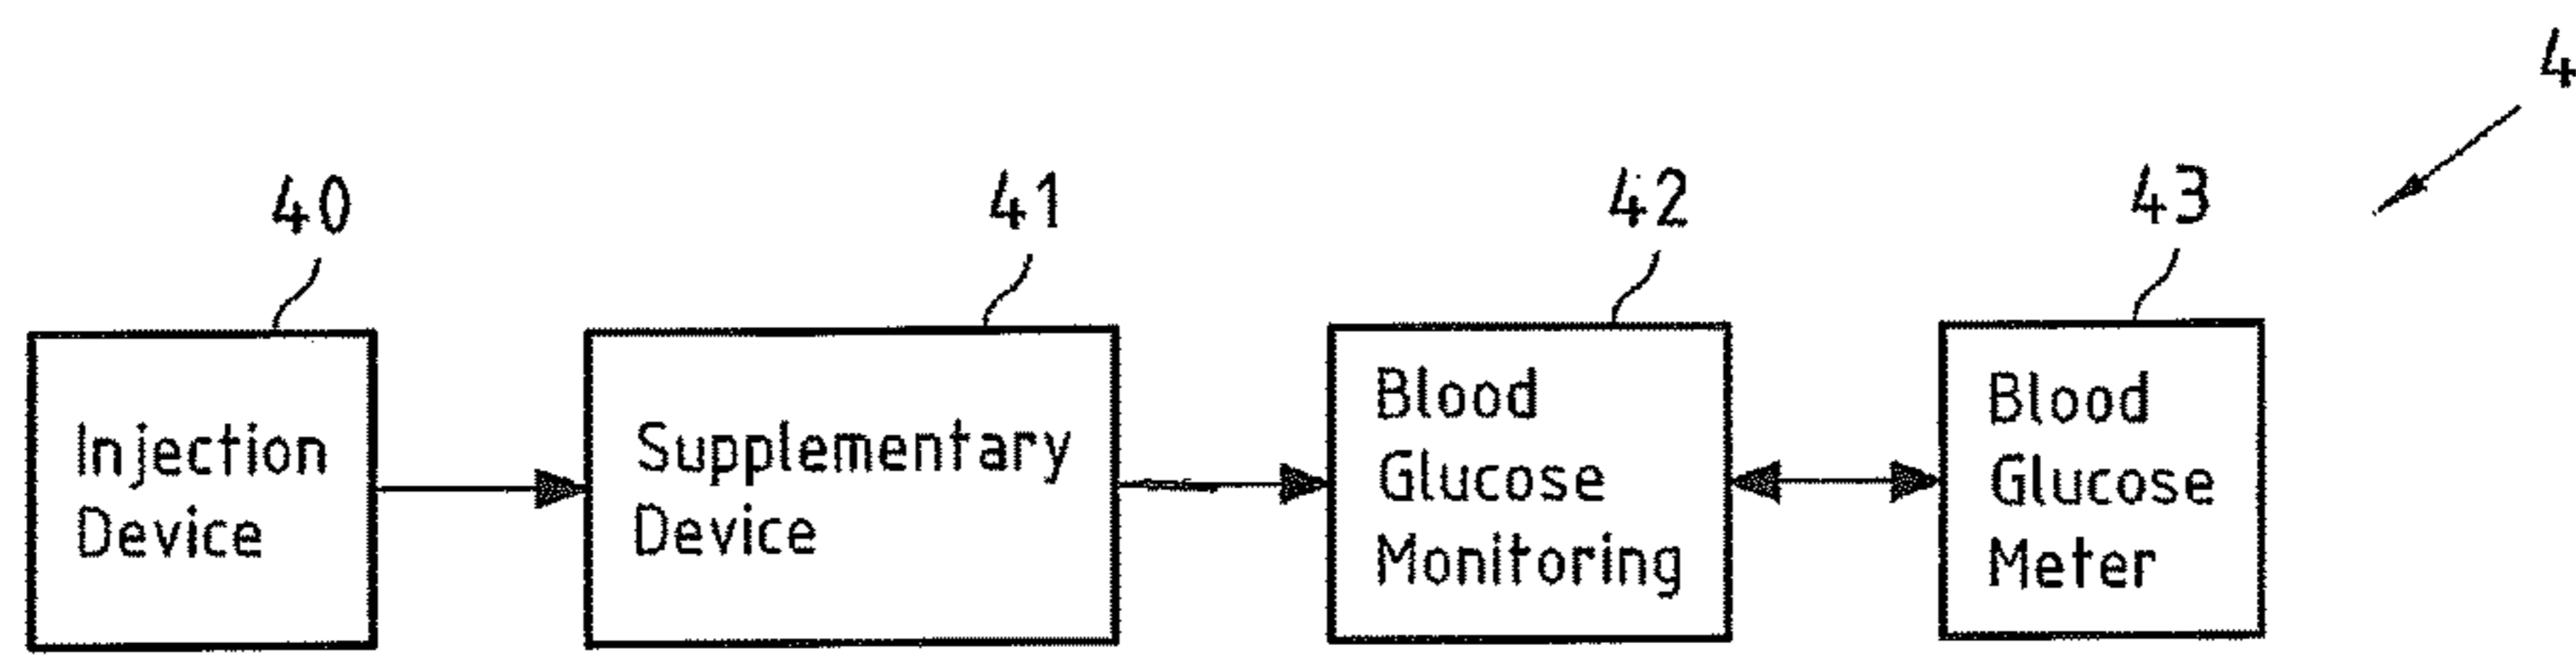 4
40
41
42
43
Injection
Device
Supplementary
Device
Blood
Glucose
Monitoring
Blood
Glucose
Meter